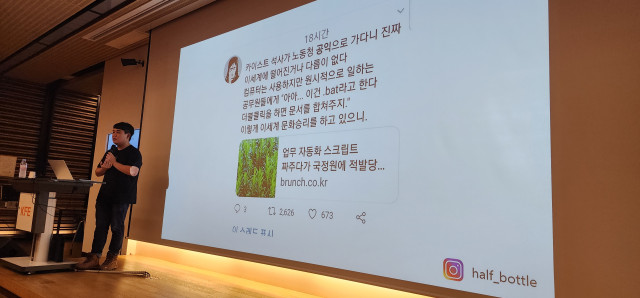 18시간
카이스트 석사가 노동청 공익으로 가다니 진짜
이세계에 떨어진거나 다름이 없다
컴퓨터는 사용하지만 원시적으로 일하는
공무원들에게 "아아... 이건 .bat라고 한다
더블클릭을 하면 문서를 합쳐주지."
이렇게 이세계 문화승리를 하고 있으니.
업무 자동화 스크립트
짜주다가 국정원에 적발당...
brunch.co.kr
2,626
673
이 스레드 표시
half_bottle
KFE